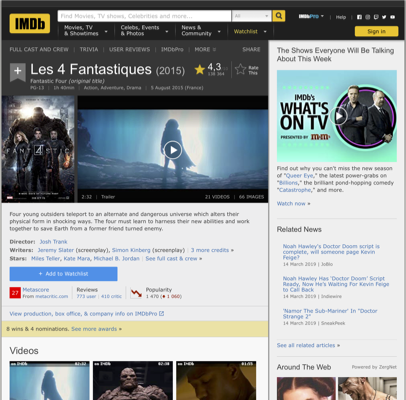 IMDb
Find Movies, TV shows, Celebrities and more...
All
Movies, TV
& Showtimes
Celebs, Events
& Photos
News &
Community
Watchlist
IMDbPro
Help
Sign in
FULL CAST AND CREW | TRIVIA | USER REVIEWS | IMDbPro | MORE
SHARE
Les 4 Fantastiques (2015)
Fantastic Four (original title)
PG-13 | 1h 40min | Action, Adventure, Drama | 5 August 2015 (France)
4,3
Rate
This
FANTASTIC
2:32 | Trailer
21 VIDEOS | 66 IMAGES
Four young outsiders teleport to an alternate and dangerous universe which alters their
physical form in shocking ways. The four must learn to harness their new abilities and work
together to save Earth from a former friend turned enemy.
Director: Josh Trank
Writers: Jeremy Slater (screenplay), Simon Kinberg (screenplay) | 3 more credits »
Stars: Miles Teller, Kate Mara, Michael B. Jordan | See full cast & crew »
+ Add to Watchlist
27
Metascore
From metacritic.com
Reviews
773 user | 410 critic
Popularity
1 470 (1 060)
View production, box office, & company info on IMDbPro
8 wins & 4 nominations. See more awards »
Videos
IMDb
02:32
IMDb
IMDb
The Shows Everyone Will Be Talking
About This Week
IMDb's
WHAT'S
ON TV
PRESENTED BY
Find out why you can't miss the new season
of "Queer Eye," the latest power-grabs on
"Billions," the brilliant pond-hopping comedy
"Catastrophe," and more.
Watch now »
Related News
Noah Hawley's Doctor Doom script is
complete, will someone page Kevin
Feige?
14 March 2019 | JoBlo
Noah Hawley Has 'Doctor Doom' Script
Ready, Now He's Waiting For Kevin
Feige to Call Back
14 March 2019 | Indiewire
'Namor The Sub-Mariner' In "Doctor
Strange 2"
14 March 2019 | SneakPeek
See all related articles »
Around The Web
Powered by ZergNet